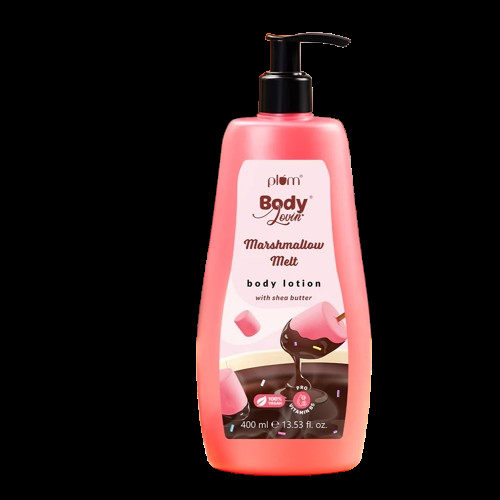 plum®
Body®
Lovin'
Marshmallow
Melt
body lotion
with shea butter
100%
VEGAN
PRO
VITAMIN B5
400 ml ℮ 13.53 fl. oz.